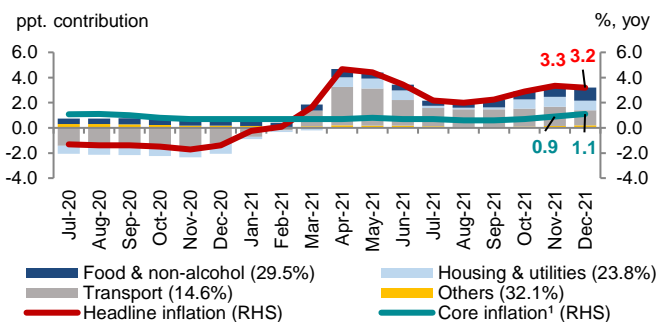 ppt. contribution %, yoy
6.0 6.0
4.0 3.3 3.2 4.0
2.0 2.0
0.0 0.0
-2.0 0.9 1.1 -2.0
-4.0 -4.0
Jul-20 Aug-20 Sep-20 Oct-20 Nov-20 Dec-20 Jan-21 Feb-21 Mar-21 Apr-21 May-21 Jun-21 Jul-21 Aug-21 Sep-21 Oct-21 Nov-21 Dec-21
Food & non-alcohol (29.5%) Housing & utilities (23.8%)
Transport (14.6%) Others (32.1%)
Headline inflation (RHS) Core inflation¹ (RHS)